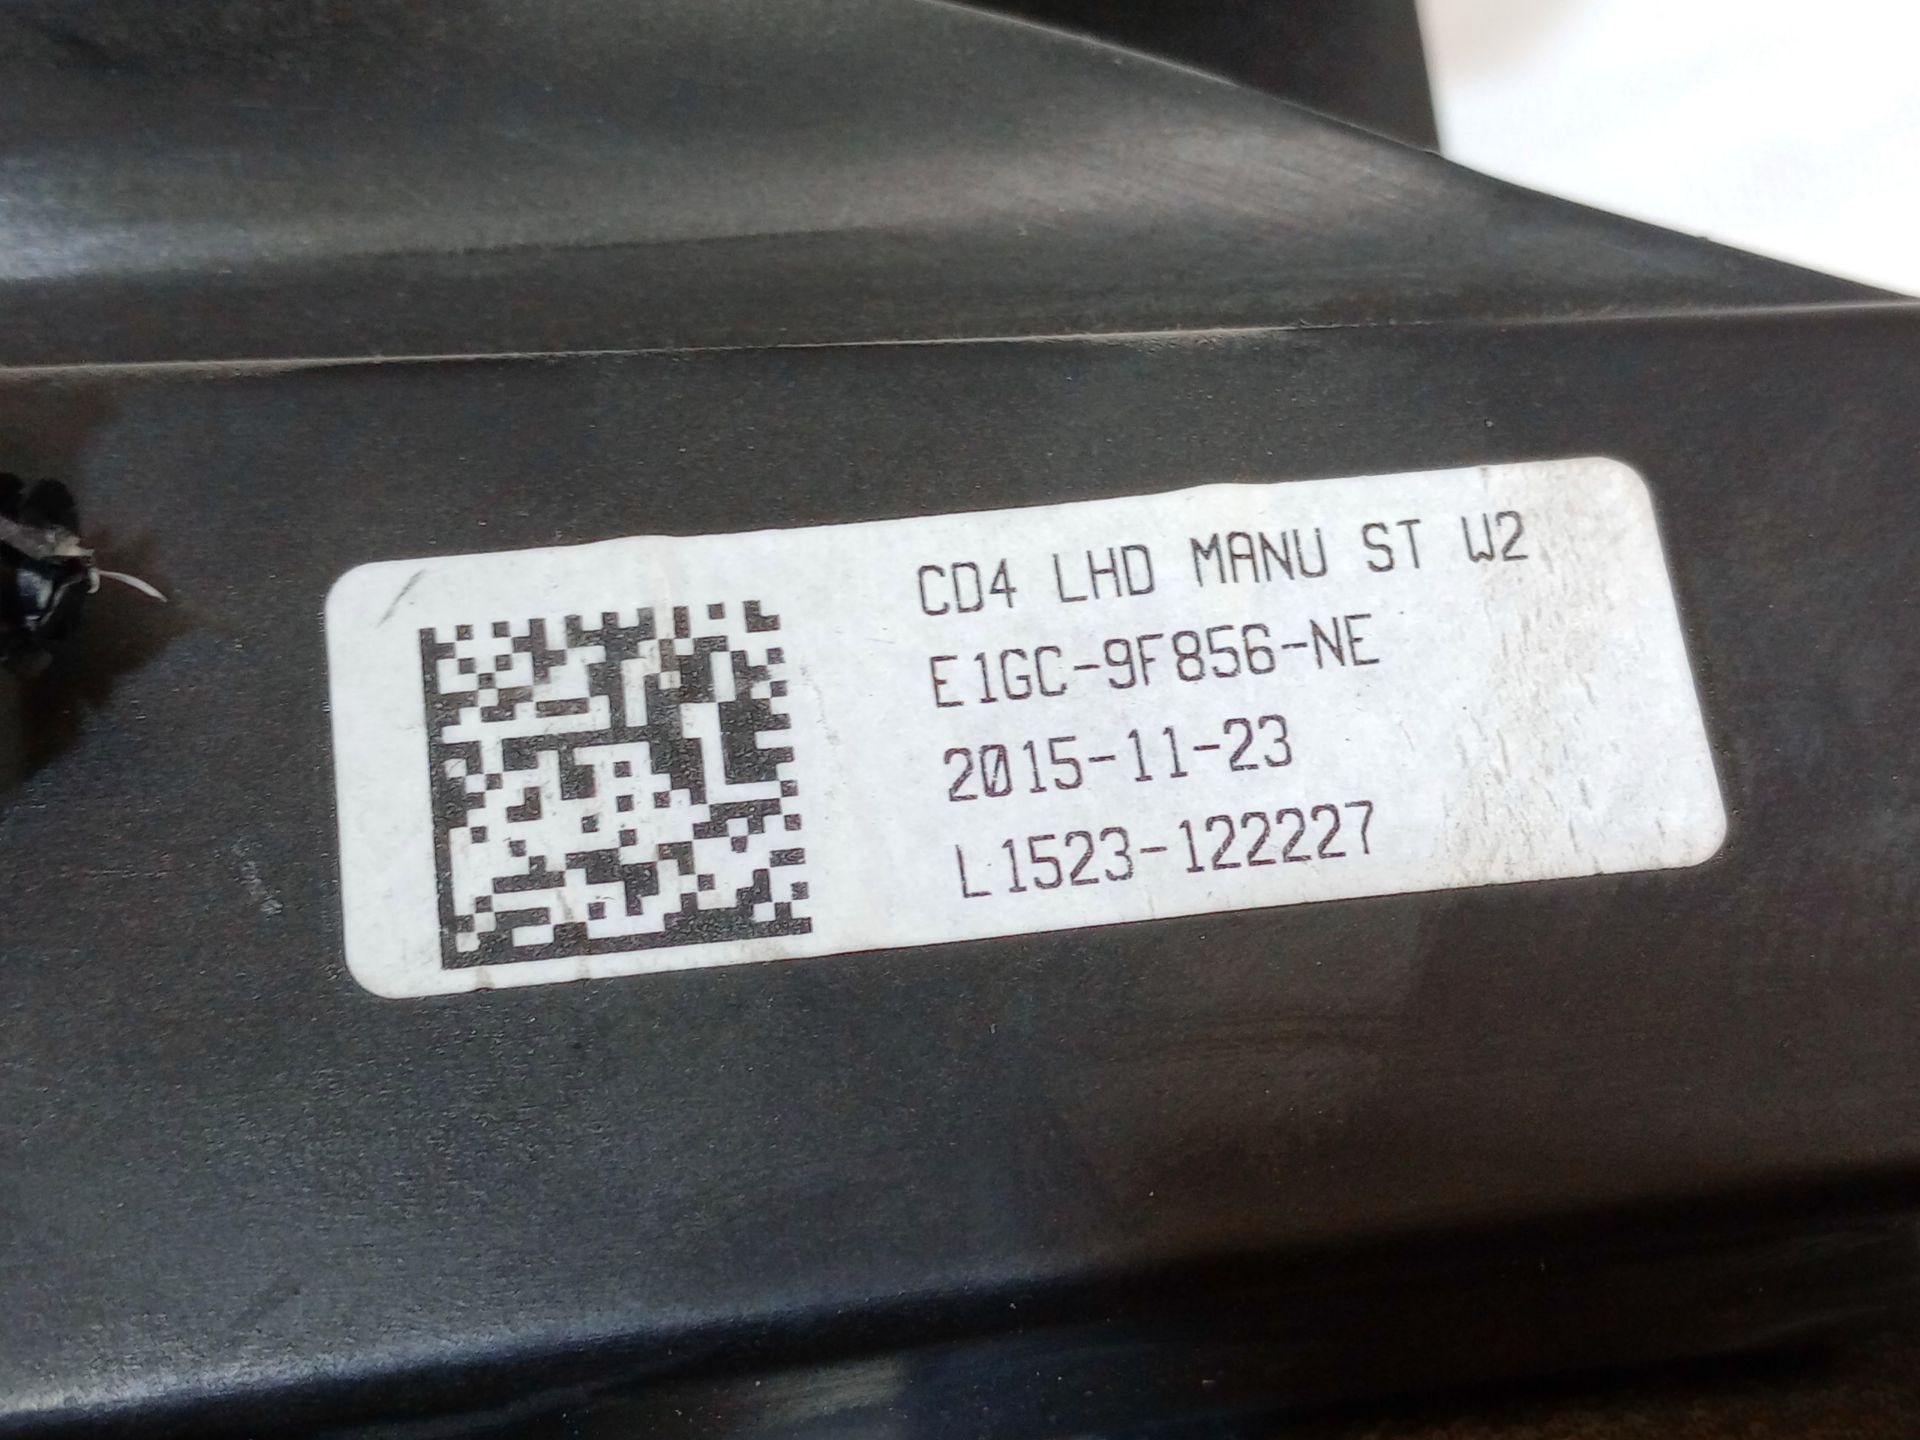 CD4 LHD MANU ST W2
E1GC-9F856-NE
2015-11-23
L1523-122227